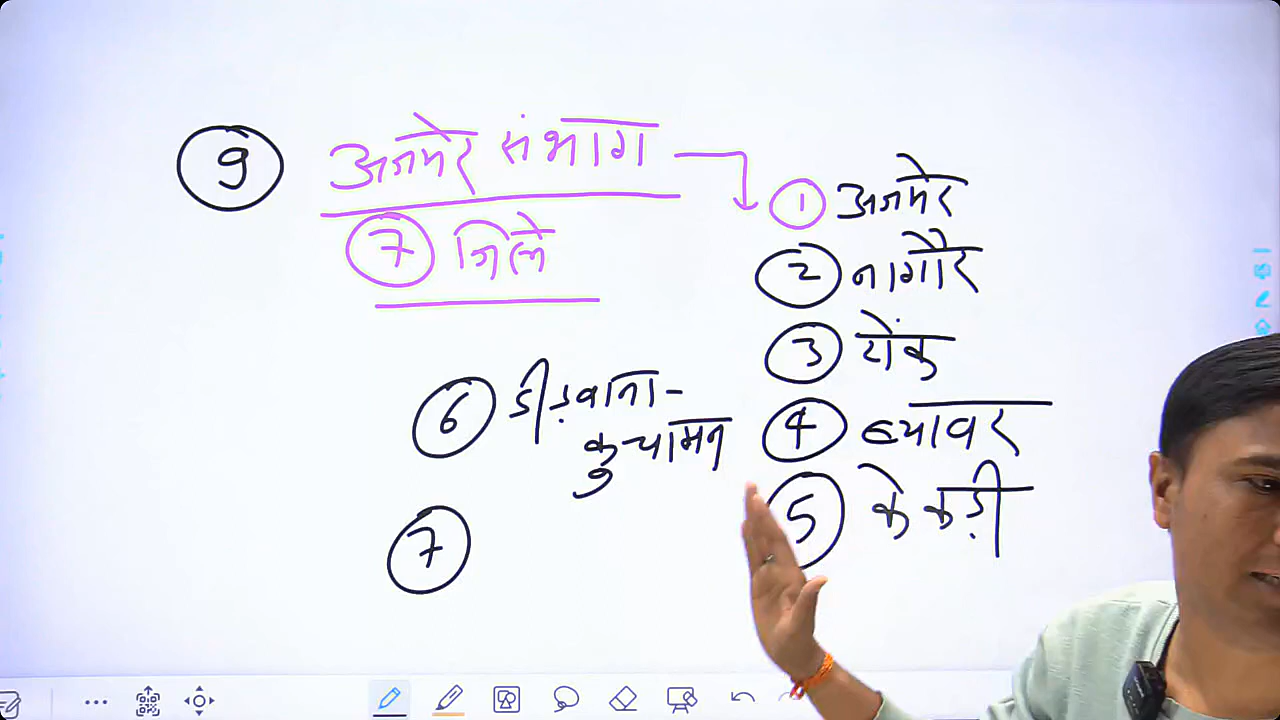 9 अजमेर संभाग
7 जिले
1 अजमेर
2 नागौर
3 टोंक
4 ब्यावर
5 केकड़ी
6 डीडवाना-
कुचामन
7